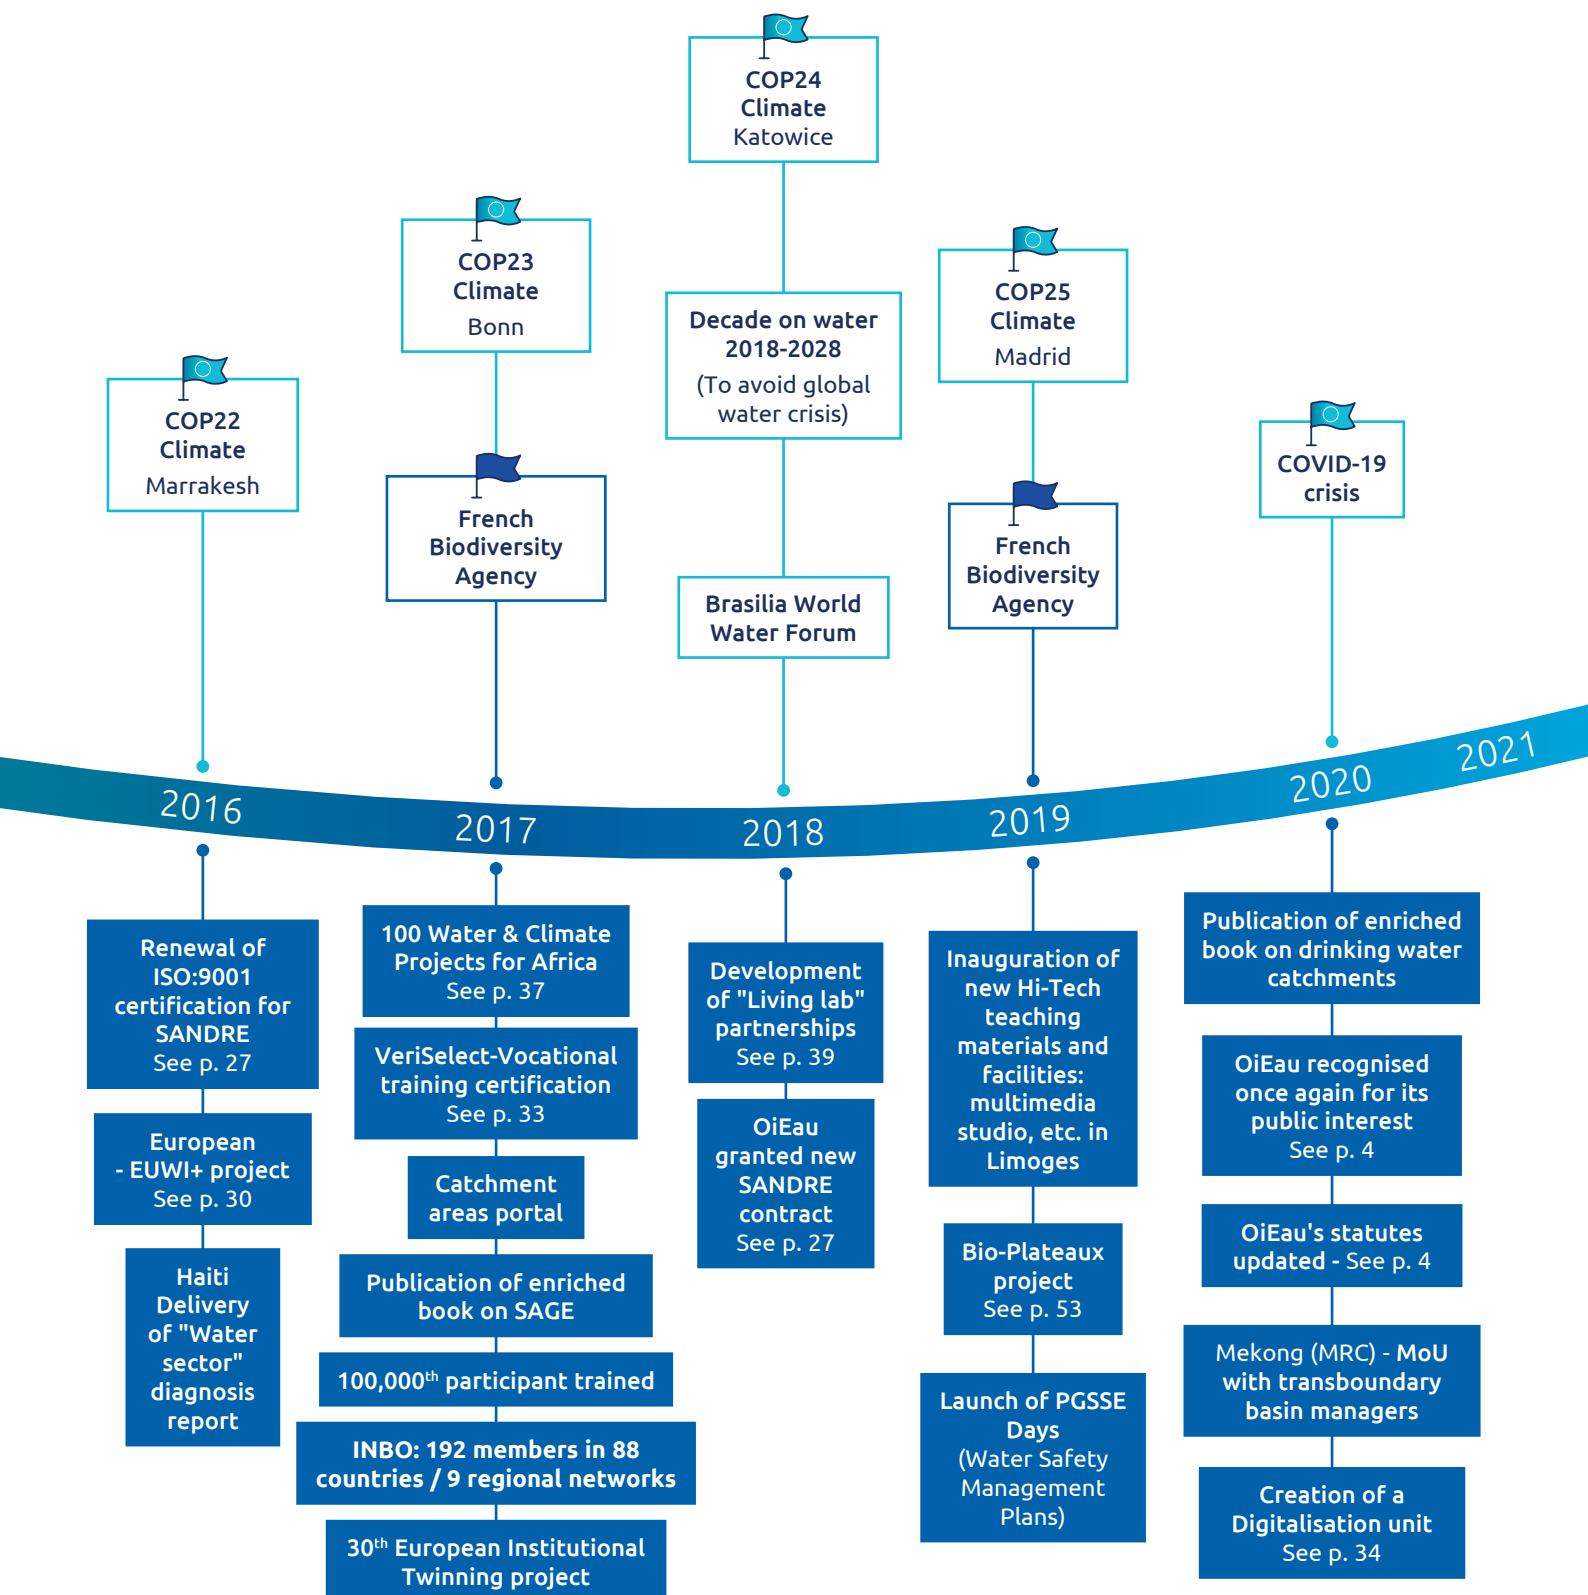 COP22
Climate
Marrakesh
COP23
Climate
Bonn
French
Biodiversity
Agency
COP24
Climate
Katowice
Decade on water
2018-2028
(To avoid global
water crisis)
Brasilia World
Water Forum
COP25
Climate
Madrid
French
Biodiversity
Agency
COVID-19
crisis
2016
2017
2018
2019
2020
2021
Renewal of
ISO:9001
certification for
SANDRE
See p. 27
European
- EUWI+ project
See p. 30
Haiti
Delivery
of "Water
sector"
diagnosis
report
100 Water & Climate
Projects for Africa
See p. 37
VeriSelect-Vocational
training certification
See p. 33
Catchment
areas portal
Publication of enriched
book on SAGE
100,000th participant trained
INBO: 192 members in 88
countries / 9 regional networks
30th European Institutional
Twinning project
Development
of "Living lab"
partnerships
See p. 39
OiEau
granted new
SANDRE
contract
See p. 27
Inauguration of
new Hi-Tech
teaching
materials and
facilities:
multimedia
studio, etc. in
Limoges
Bio-Plateaux
project
See p. 53
Launch of PGSSE
Days
(Water Safety
Management
Plans)
Publication of enriched
book on drinking water
catchments
OiEau recognised
once again for its
public interest
See p. 4
OiEau's statutes
updated - See p. 4
Mekong (MRC) - MoU
with transboundary
basin managers
Creation of a
Digitalisation unit
See p. 34